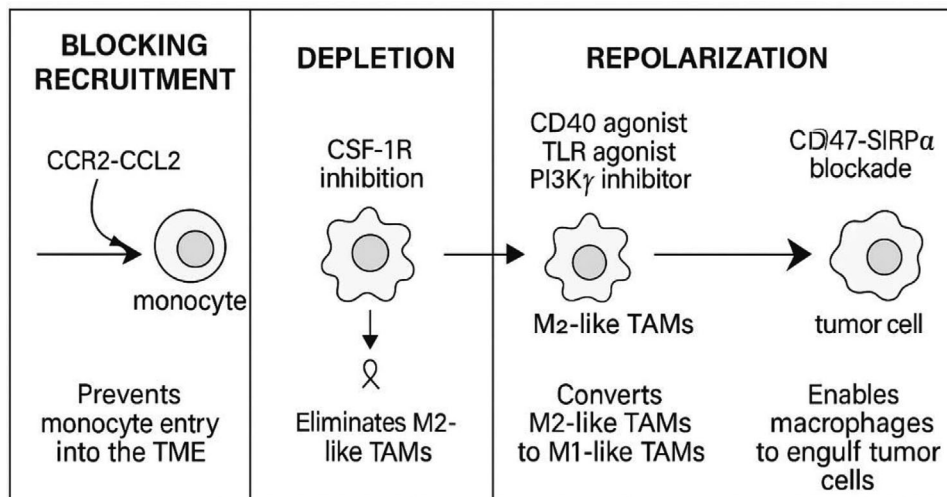 BLOCKING
RECRUITMENT
CCR2-CCL2
monocyte
Prevents
monocyte entry
into the TME
DEPLETION
CSF-1R
inhibition
Eliminates M2-
like TAMs
REPOLARIZATION
CD40 agonist
TLR agonist
PI3Kγ inhibitor
M2-like TAMs
Converts
M2-like TAMs
to M1-like TAMs
CD47-SIRPα
blockade
tumor cell
Enables
macrophages
to engulf tumor
cells